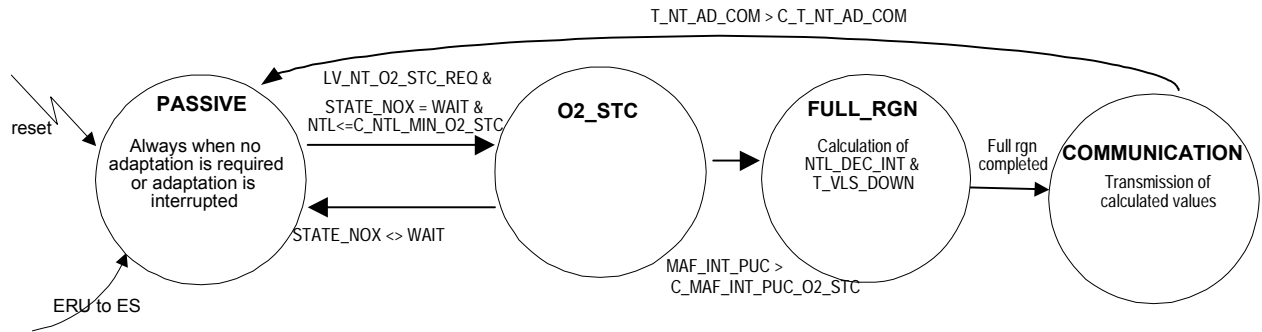 T_NT_AD_COM > C_T_NT_AD_COM
reset
PASSIVE
Always when no
adaptation is required
or adaptation is
interrupted
ERU to ES
LV_NT_O2_STC_REQ &
STATE_NOX = WAIT &
NTL<=C_NTL_MIN_O2_STC
STATE_NOX <> WAIT
O2_STC
MAF_INT_PUC >
C_MAF_INT_PUC_O2_STC
FULL_RGN
Calculation of
NTL_DEC_INT &
T_VLS_DOWN
Full rgn
completed
COMMUNICATION
Transmission of
calculated values